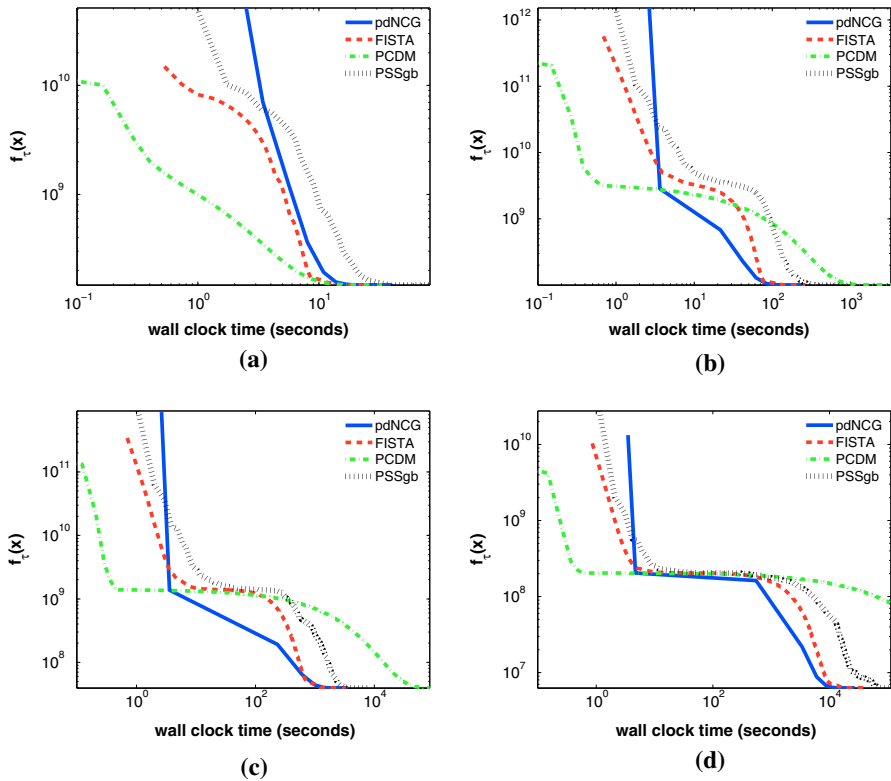 pdNCG
FISTA
PCDM
PSSgb
10^10
10^9
f_τ(x)
10^-1
10^0
10^1
wall clock time (seconds)
(a)
pdNCG
FISTA
PCDM
PSSgb
10^12
10^11
10^10
10^9
f_τ(x)
10^-1
10^0
10^1
10^2
10^3
wall clock time (seconds)
(b)
pdNCG
FISTA
PCDM
PSSgb
10^11
10^10
10^9
10^8
f_τ(x)
10^0
10^2
10^4
wall clock time (seconds)
(c)
pdNCG
FISTA
PCDM
PSSgb
10^10
10^9
10^8
10^7
f_τ(x)
10^0
10^2
10^4
wall clock time (seconds)
(d)